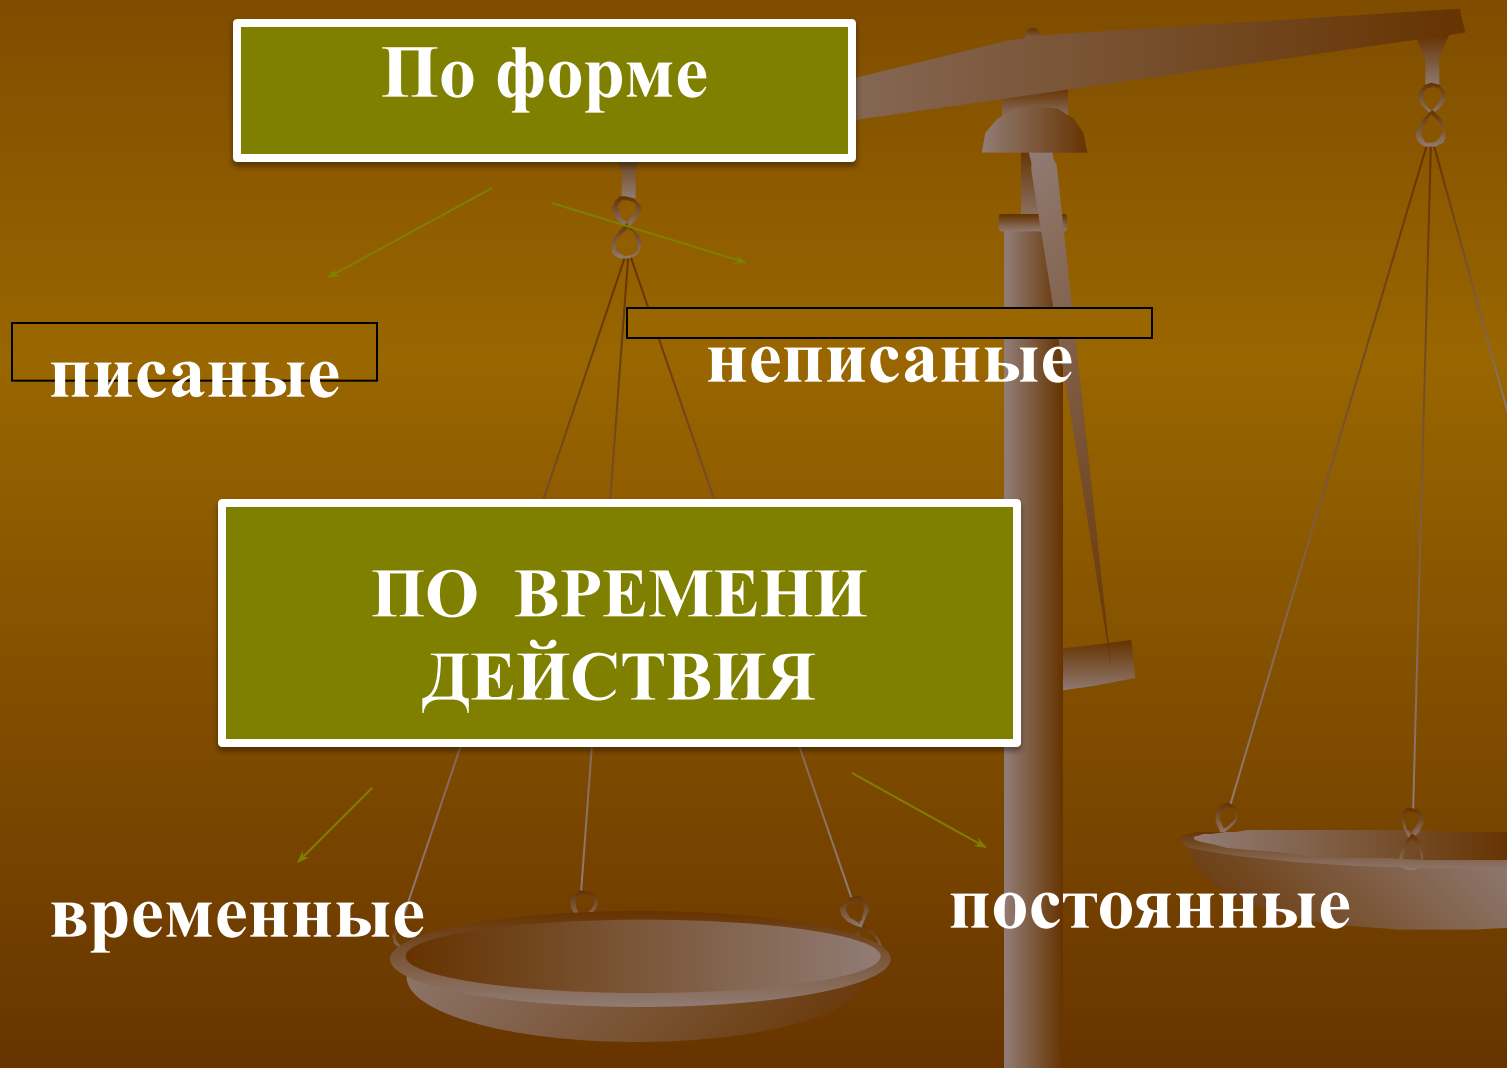 По форме
писаные
неписаные
ПО ВРЕМЕНИ
ДЕЙСТВИЯ
временные
постоянные